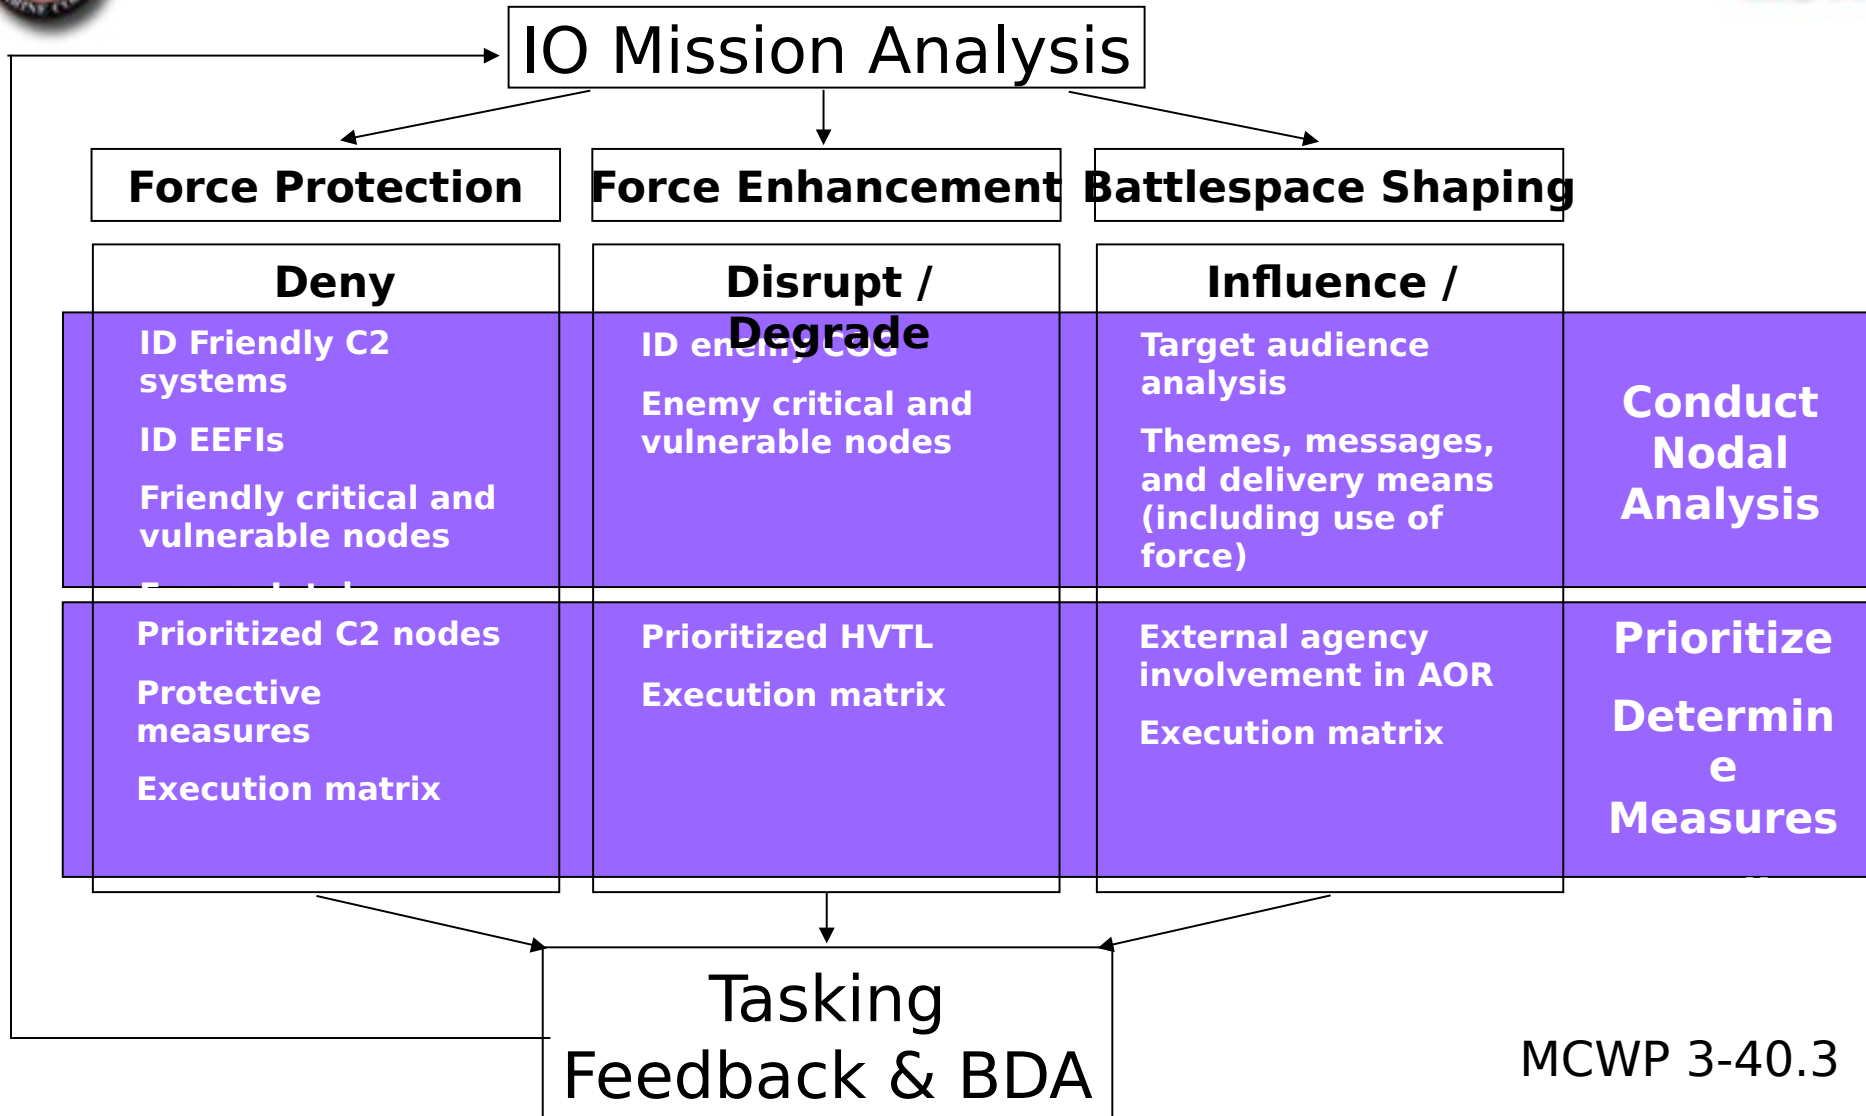 IO Mission Analysis
Force Protection
Force Enhancement
Battlespace Shaping
Deny
Disrupt /
Degrade
Influence /
ID Friendly C2
systems
ID EEFIs
Friendly critical and
vulnerable nodes
ID enemy COG
Enemy critical and
vulnerable nodes
Target audience
analysis
Themes, messages,
and delivery means
(including use of
force)
Conduct
Nodal
Analysis
Prioritized C2 nodes
Protective
measures
Execution matrix
Prioritized HVTL
Execution matrix
External agency
involvement in AOR
Execution matrix
Prioritize
Determin
e
Measures
Tasking
Feedback & BDA
MCWP 3-40.3